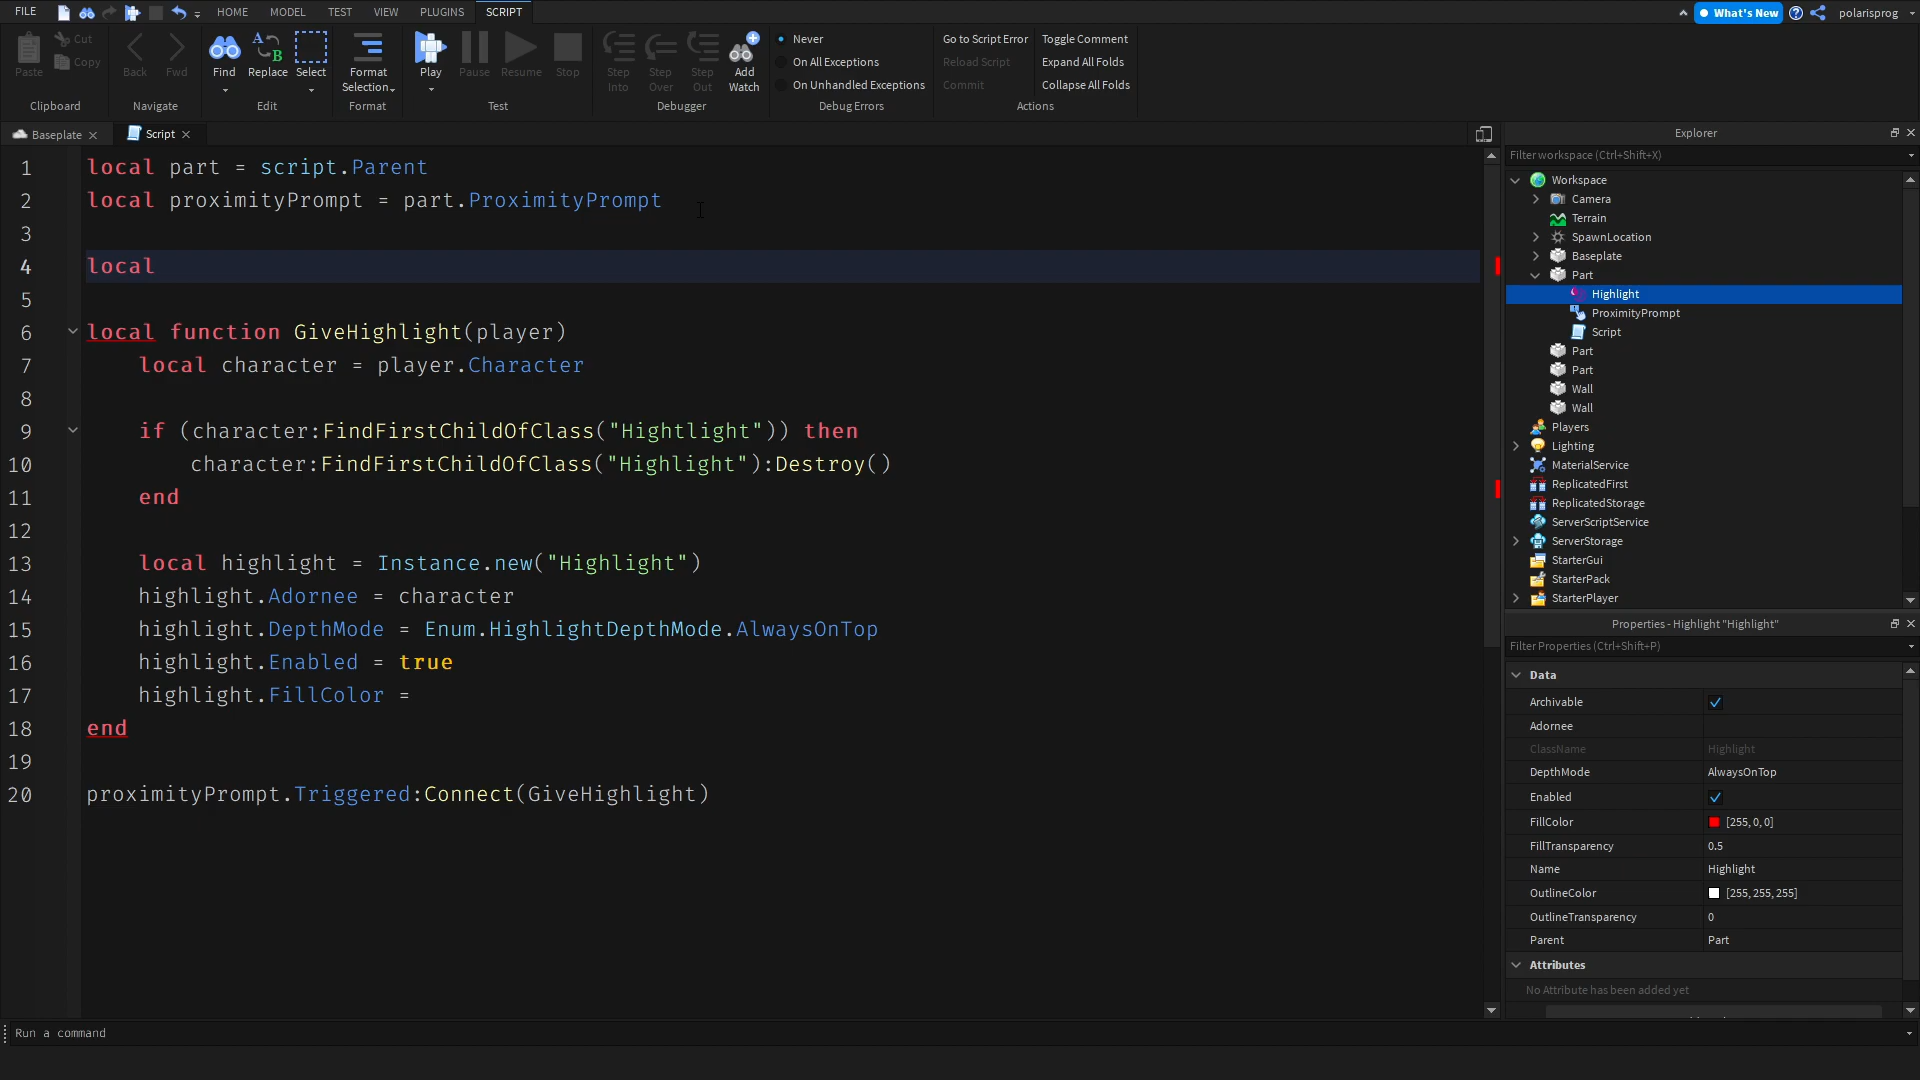 FILE
HOME MODEL TEST VIEW PLUGINS SCRIPT
What's New
polarisprog
Paste
Cut
Copy
Clipboard
Back
Fwd
Navigate
Find
Replace
Select
Edit
Format
Selection
Format
Play
Pause
Resume
Stop
Test
Step
Into
Step
Over
Step
Out
Add
Watch
Debugger
Never
On All Exceptions
On Unhandled Exceptions
Debug Errors
Go to Script Error
Reload Script
Commit
Toggle Comment
Expand All Folds
Collapse All Folds
Actions
Baseplate
Script
1 local part = script.Parent
2 local proximityPrompt = part.ProximityPrompt
3
4 local
5
6 local function GiveHighlight(player)
7 local character = player.Character
8
9 if (character:FindFirstChildOfClass("Hightlight")) then
10 character:FindFirstChildOfClass("Highlight"):Destroy()
11 end
12
13 local highlight = Instance.new("Highlight")
14 highlight.Adornee = character
15 highlight.DepthMode = Enum.HighlightDepthMode.AlwaysOnTop
16 highlight.Enabled = true
17 highlight.FillColor =
18 end
19
20 proximityPrompt.Triggered:Connect(GiveHighlight)
Explorer
Filter workspace (Ctrl+Shift+X)
Workspace
Camera
Terrain
SpawnLocation
Baseplate
Part
Highlight
ProximityPrompt
Script
Part
Part
Wall
Wall
Players
Lighting
MaterialService
ReplicatedFirst
ReplicatedStorage
ServerScriptService
ServerStorage
StarterGui
StarterPack
StarterPlayer
Properties - Highlight "Highlight"
Filter Properties (Ctrl+Shift+P)
Data
Archivable
Adornee
ClassName Highlight
DepthMode AlwaysOnTop
Enabled
FillColor [255, 0, 0]
FillTransparency 0.5
Name Highlight
OutlineColor [255, 255, 255]
OutlineTransparency 0
Parent Part
Attributes
No Attribute has been added yet
Run a command